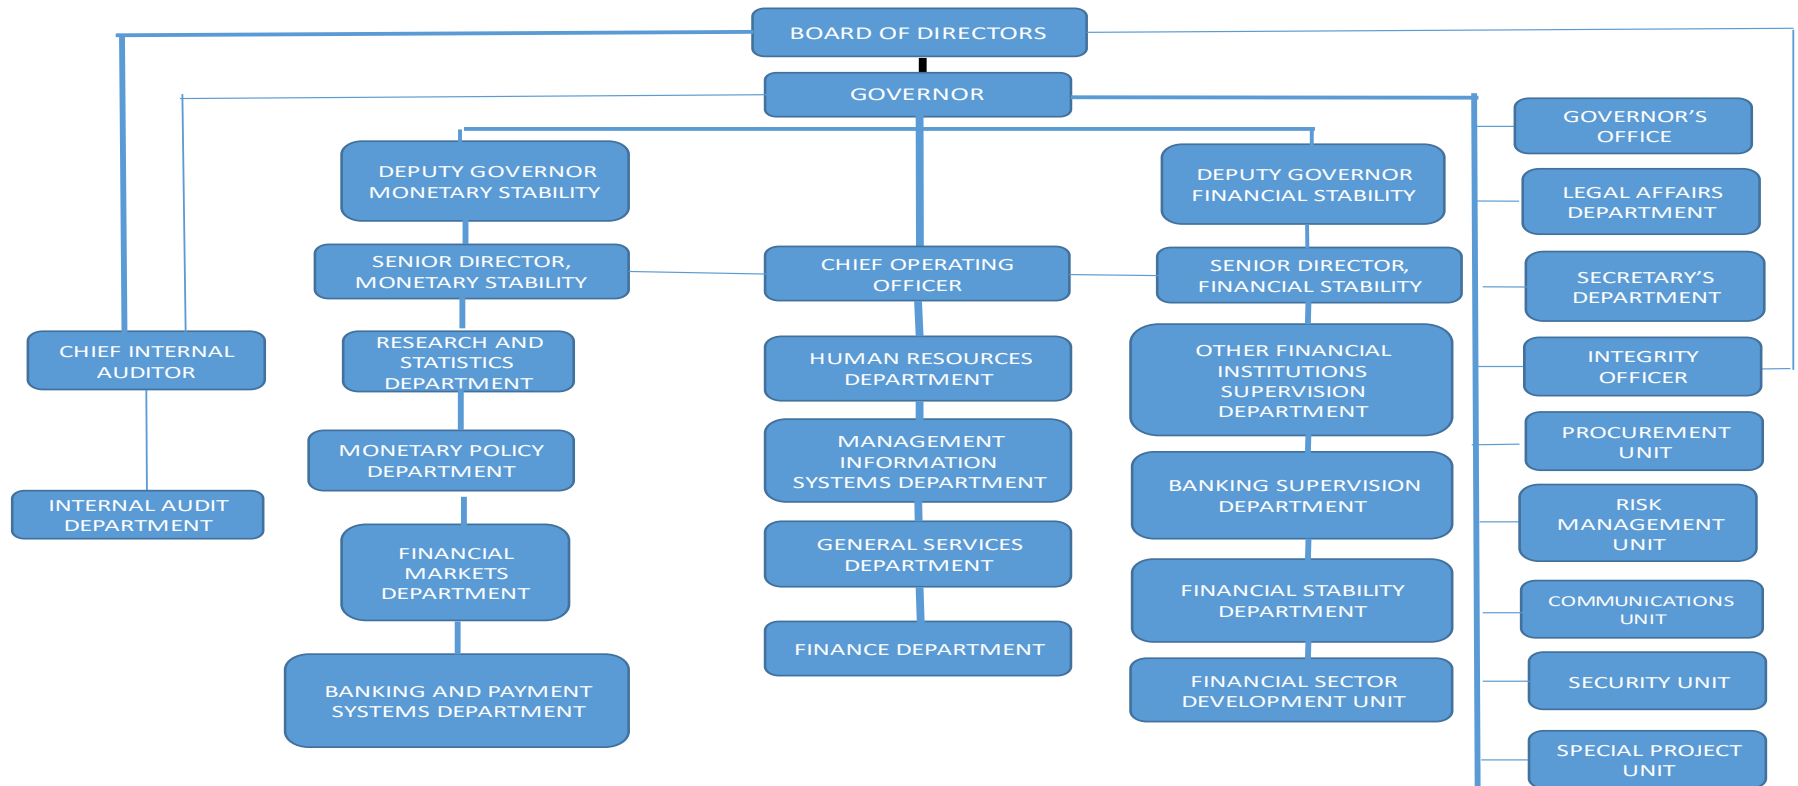 BOARD OF DIRECTORS
GOVERNOR
DEPUTY GOVERNOR
MONETARY STABILITY
SENIOR DIRECTOR,
MONETARY STABILITY
RESEARCH AND
STATISTICS
DEPARTMENT
MONETARY POLICY
DEPARTMENT
FINANCIAL
MARKETS
DEPARTMENT
BANKING AND PAYMENT
SYSTEMS DEPARTMENT
CHIEF INTERNAL
AUDITOR
INTERNAL AUDIT
DEPARTMENT
CHIEF OPERATING
OFFICER
HUMAN RESOURCES
DEPARTMENT
MANAGEMENT
INFORMATION
SYSTEMS DEPARTMENT
GENERAL SERVICES
DEPARTMENT
FINANCE DEPARTMENT
DEPUTY GOVERNOR
FINANCIAL STABILITY
SENIOR DIRECTOR,
FINANCIAL STABILITY
OTHER FINANCIAL
INSTITUTIONS
SUPERVISION
DEPARTMENT
BANKING SUPERVISION
DEPARTMENT
FINANCIAL STABILITY
DEPARTMENT
FINANCIAL SECTOR
DEVELOPMENT UNIT
GOVERNOR’S
OFFICE
LEGAL AFFAIRS
DEPARTMENT
SECRETARY’S
DEPARTMENT
INTEGRITY
OFFICER
PROCUREMENT
UNIT
RISK
MANAGEMENT
UNIT
COMMUNICATIONS
UNIT
SECURITY UNIT
SPECIAL PROJECT
UNIT